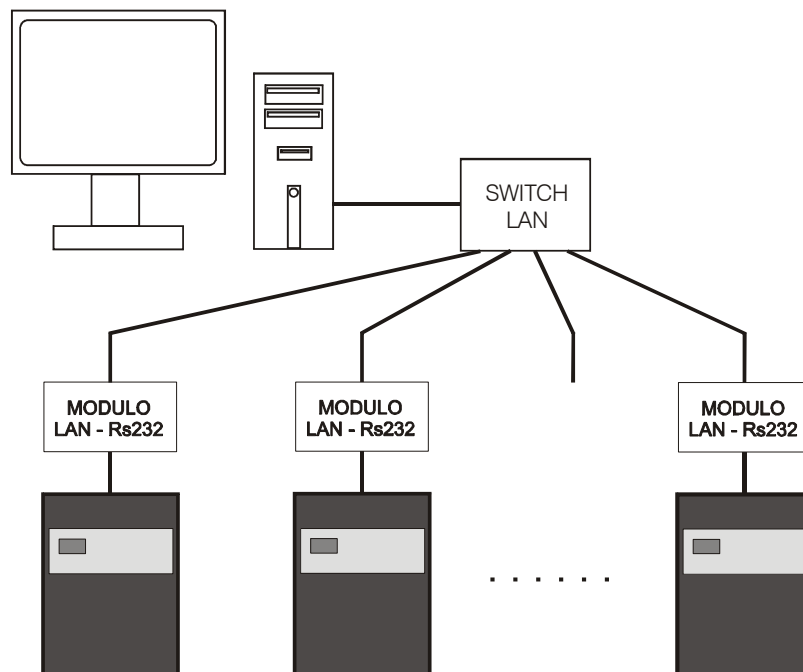 SWITCH
LAN
MODULO
LAN - Rs232
MODULO
LAN - Rs232
MODULO
LAN - Rs232